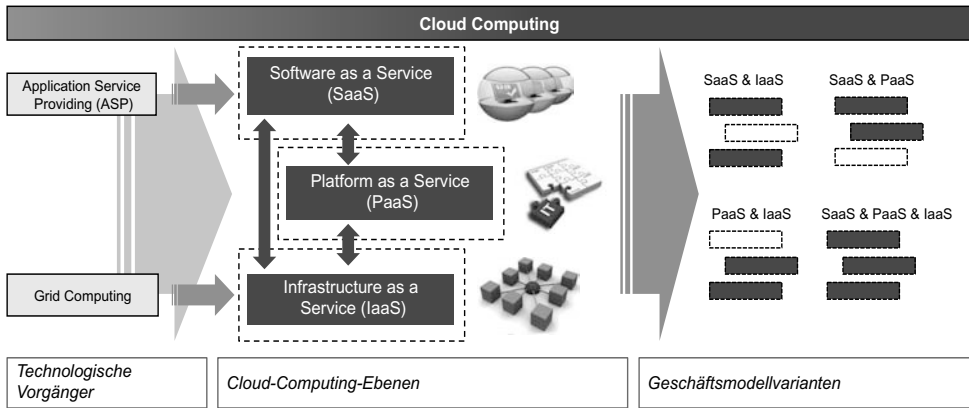 Cloud Computing
Application Service
Providing (ASP)
Grid Computing
Software as a Service
(SaaS)
Platform as a Service
(PaaS)
Infrastructure as a
Service (IaaS)
IT
SaaS & IaaS
SaaS & PaaS
PaaS & IaaS
SaaS & PaaS & IaaS
Technologische
Vorgänger
Cloud-Computing-Ebenen
Geschäftsmodellvarianten